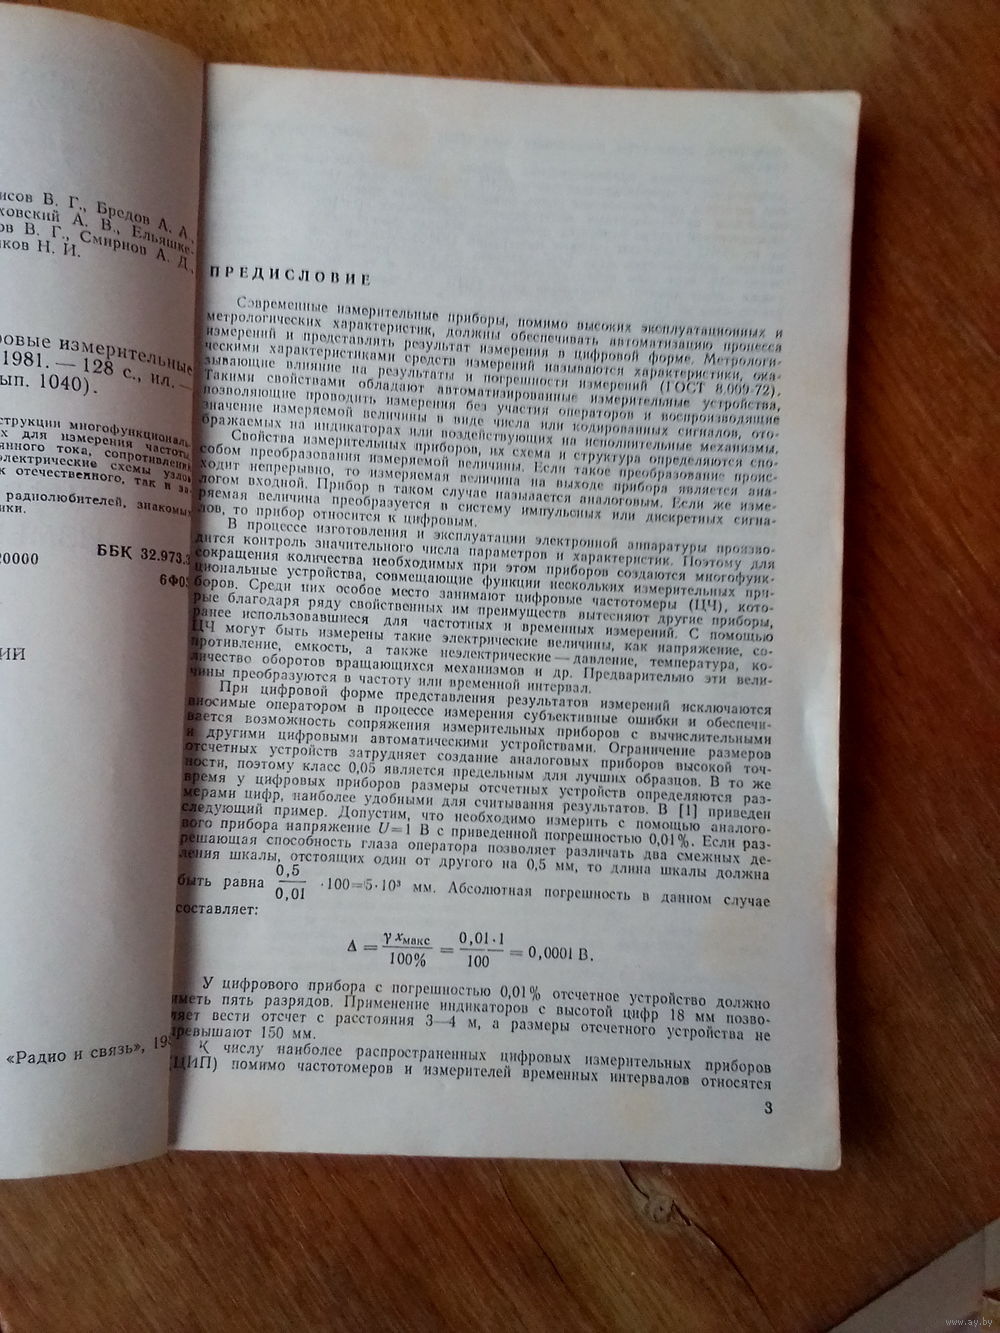 исов В. Г., Бредов А. А.,
ховский А. В., Ельяшке-
ов В. Г., Смирнов А. Д.,
иков Н. И.
ровые измерительные
1981. — 128 с., ил. —
ып. 1040).
струкции многофункциональ-
х для измерения частоты,
янного тока, сопротивления
электрические схемы узлов
к отечественного, так и за-
радиолюбителей, знакомых
ики.
20000
ББК 32.973.3
6Ф0
ИИ
«Радио и связь», 19
ПРЕДИСЛОВИЕ
Современные измерительные приборы, помимо высоких эксплуатационных и
метрологических характеристик, должны обеспечивать автоматизацию процесса
измерений и представлять результат измерения в цифровой форме. Метрологи-
ческими характеристиками средств измерений называются характеристики, ока-
зывающие влияние на результаты и погрешности измерений (ГОСТ 8.009-72).
Такими свойствами обладают автоматизированные измерительные устройства,
позволяющие проводить измерения без участия операторов и воспроизводящие
значение измеряемой величины в виде числа или кодированных сигналов, ото-
бражаемых на индикаторах или воздействующих на исполнительные механизмы.
Свойства измерительных приборов, их схема и структура определяются спо-
собом преобразования измеряемой величины. Если такое преобразование проис-
ходит непрерывно, то измеряемая величина на выходе прибора является ана-
логом входной. Прибор в таком случае называется аналоговым. Если же изме-
ряемая величина преобразуется в систему импульсных или дискретных сигна-
лов, то прибор относится к цифровым.
В процессе изготовления и эксплуатации электронной аппаратуры произво-
дится контроль значительного числа параметров и характеристик. Поэтому для
сокращения количества необходимых при этом приборов создаются многофунк-
циональные устройства, совмещающие функции нескольких измерительных при-
боров. Среди них особое место занимают цифровые частотомеры (ЦЧ), кото-
рые благодаря ряду свойственных им преимуществ вытесняют другие приборы,
ранее использовавшиеся для частотных и временных измерений. С помощью
ЦЧ могут быть измерены такие электрические величины, как напряжение, со-
противление, емкость, а также неэлектрические — давление, температура, ко-
личество оборотов вращающихся механизмов и др. Предварительно эти вели-
чины преобразуются в частоту или временной интервал.
При цифровой форме представления результатов измерений исключаются
вносимые оператором в процессе измерения субъективные ошибки и обеспечи-
вается возможность сопряжения измерительных приборов с вычислительными
и другими цифровыми автоматическими устройствами. Ограничение размеров
отсчетных устройств затрудняет создание аналоговых приборов высокой точ-
ности, поэтому класс 0,05 является предельным для лучших образцов. В то же
время у цифровых приборов размеры отсчетных устройств определяются раз-
мерами цифр, наиболее удобными для считывания результатов. В [1] приведен
следующий пример. Допустим, что необходимо измерить с помощью аналого-
вого прибора напряжение U=1 В с приведенной погрешностью 0,01%. Если раз-
решающая способность глаза оператора позволяет различать два смежных де-
ления шкалы, отстоящих один от другого на 0,5 мм, то длина шкалы должна
быть равна 0,5/0,01 ·100=5·10³ мм. Абсолютная погрешность в данном случае
составляет:
Δ = γ xмакс/100% = 0,01·1/100 = 0,0001 В.
У цифрового прибора с погрешностью 0,01% отсчетное устройство должно
иметь пять разрядов. Применение индикаторов с высотой цифр 18 мм позво-
ляет вести отсчет с расстояния 3—4 м, а размеры отсчетного устройства не
превышают 150 мм.
К числу наиболее распространенных цифровых измерительных приборов
(ЦИП) помимо частотомеров и измерителей временных интервалов относятся
3
www.ay.by